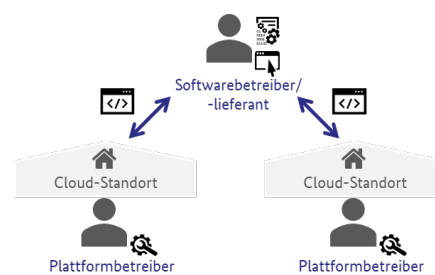 Softwarebetreiber/
-lieferant
</>
</>
Cloud-Standort
Cloud-Standort
Plattformbetreiber
Plattformbetreiber